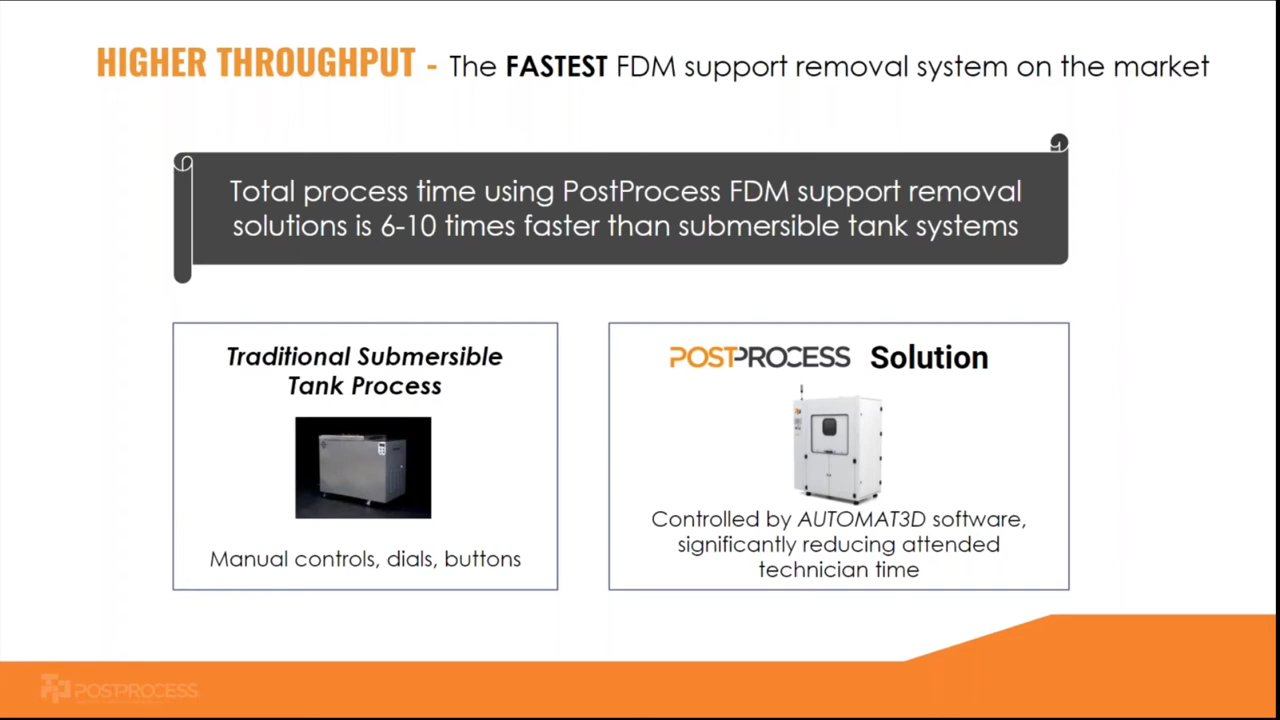 HIGHER THROUGHPUT - The FASTEST FDM support removal system on the market
Total process time using PostProcess FDM support removal
solutions is 6-10 times faster than submersible tank systems
Traditional Submersible
Tank Process
Manual controls, dials, buttons
POSTPROCESS Solution
Controlled by AUTOMAT3D software,
significantly reducing attended
technician time
POSTPROCESS